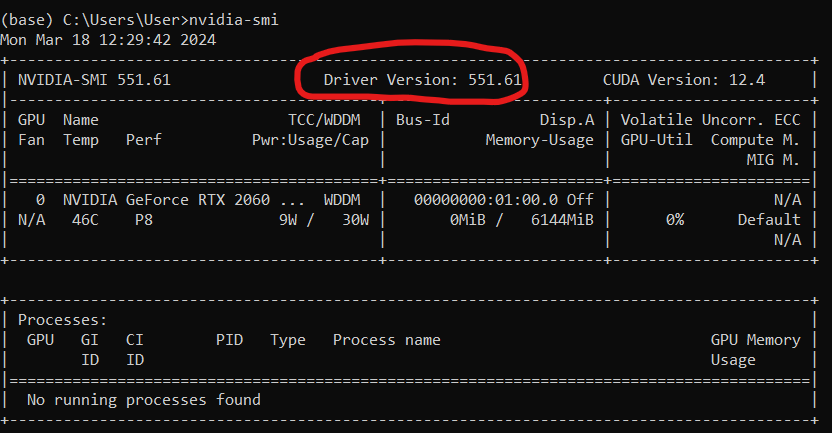 (base) C:\Users\User>nvidia-smi
Mon Mar 18 12:29:42 2024
NVIDIA-SMI 551.61 Driver Version: 551.61 CUDA Version: 12.4
GPU Name TCC/WDDM | Bus-Id Disp.A | Volatile Uncorr. ECC
Fan Temp Perf Pwr:Usage/Cap | Memory-Usage | GPU-Util Compute M.
MIG M.
0 NVIDIA GeForce RTX 2060 ... WDDM | 00000000:01:00.0 Off | N/A
N/A 46C P8 9W / 30W | 0MiB / 6144MiB | 0% Default
N/A
Processes:
GPU GI CI PID Type Process name GPU Memory
ID ID Usage
No running processes found